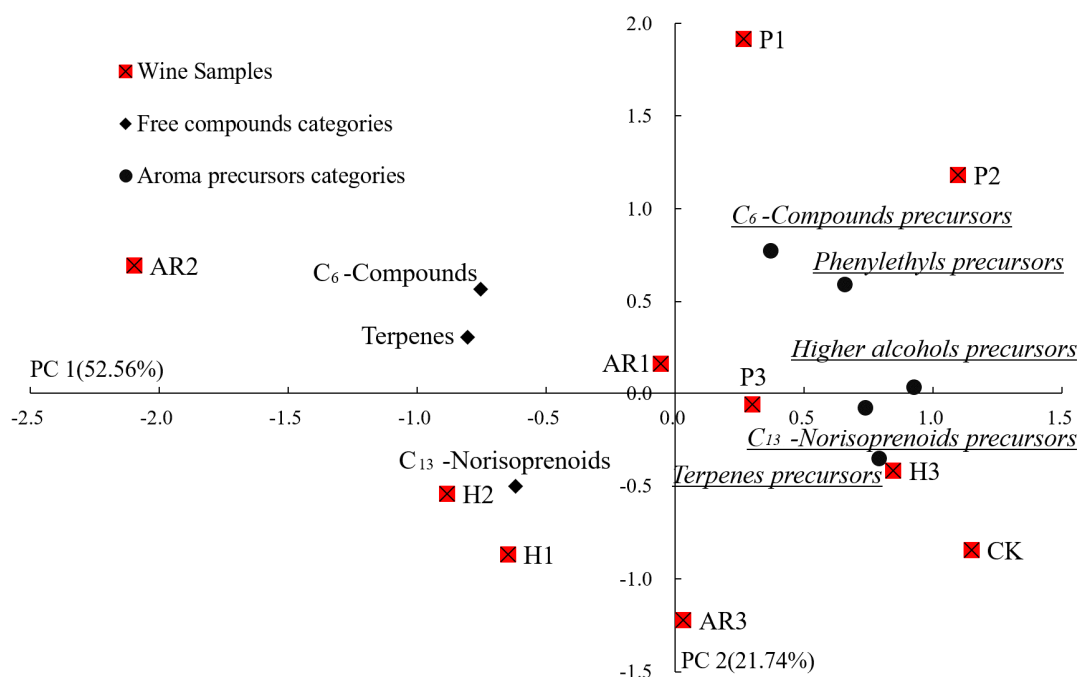 2.0
P1
Wine Samples
1.5
Free compounds categories
Aroma precursors categories
P2
1.0
C₆ -Compounds precursors
AR2
C₆ -Compounds
Phenylethyls precursors
0.5
Terpenes
Higher alcohols precursors
AR1
PC 1(52.56%)
P3
0.0
-2.5 -2.0 -1.5 -1.0 -0.5 0.0 0.5 1.0 1.5
C₁₃ -Norisoprenoids precursors
C₁₃ -Norisoprenoids
Terpenes precursors
H3
-0.5
H2
H1
CK
-1.0
AR3
PC 2(21.74%)
-1.5